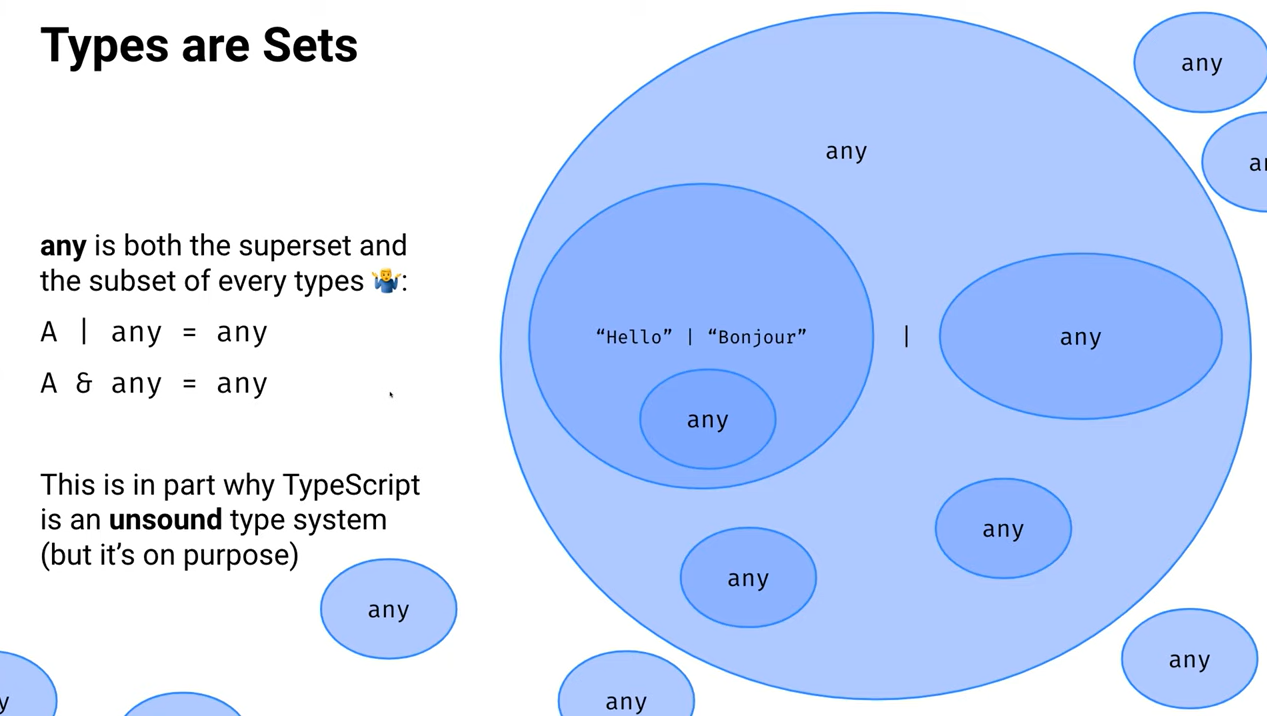 Types are Sets
any is both the superset and
the subset of every types 🤷‍♂️:
A | any = any
A & any = any
This is in part why TypeScript
is an unsound type system
(but it’s on purpose)
any
“Hello” | “Bonjour”
|
any
any
any
any
any
any
any
any